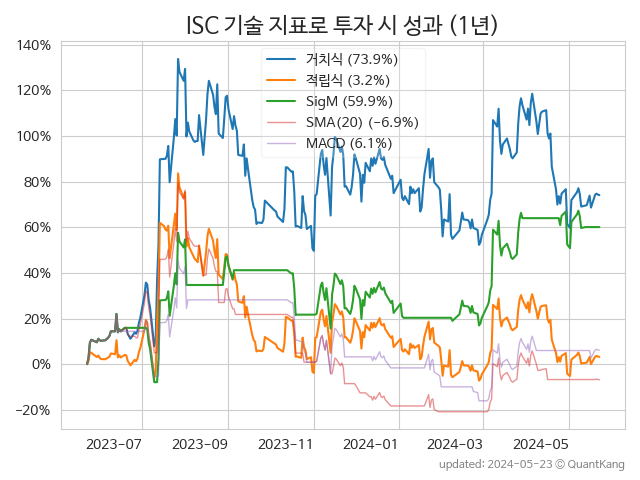 ISC 기술 지표로 투자 시 성과 (1년)
140%
120%
100%
80%
60%
40%
20%
0%
−20%
거치식 (73.9%)
적립식 (3.2%)
SigM (59.9%)
SMA(20) (−6.9%)
MACD (6.1%)
2023-07
2023-09
2023-11
2024-01
2024-03
2024-05
updated: 2024-05-23 ⓒ QuantKang